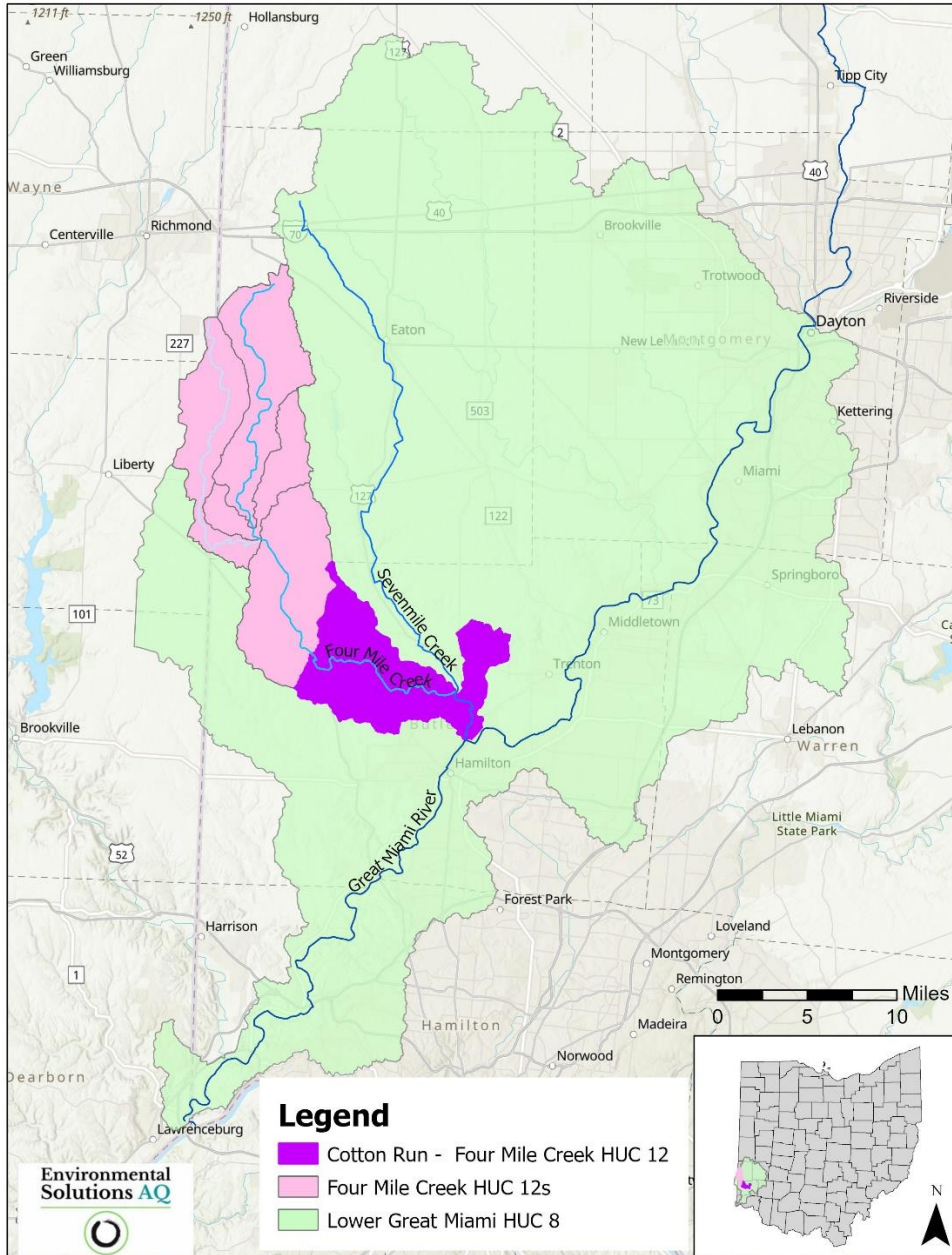 1211 ft
1250 ft
Hollansburg
127
Green
Williamsburg
Tipp City
2
40
Wayne
Richmond
Centerville
40
Brookville
70
Trotwood
Riverside
Eaton
Dayton
227
New Le
Montgomery
Kettering
503
Liberty
Miami
127
122
Springboro
73
101
Sevenmile Creek
Middletown
Four Mile Creek
Trenton
Brookville
Lebanon
Warren
Hamilton
Little Miami
State Park
Great Miami River
52
Forest Park
Harrison
Loveland
Montgomery
1
Remington
Miles
0 5 10
Hamilton
Madeira
Norwood
Dearborn
Lawrenceburg
Legend
Cotton Run - Four Mile Creek HUC 12
Four Mile Creek HUC 12s
Lower Great Miami HUC 8
Environmental
Solutions AQ
N